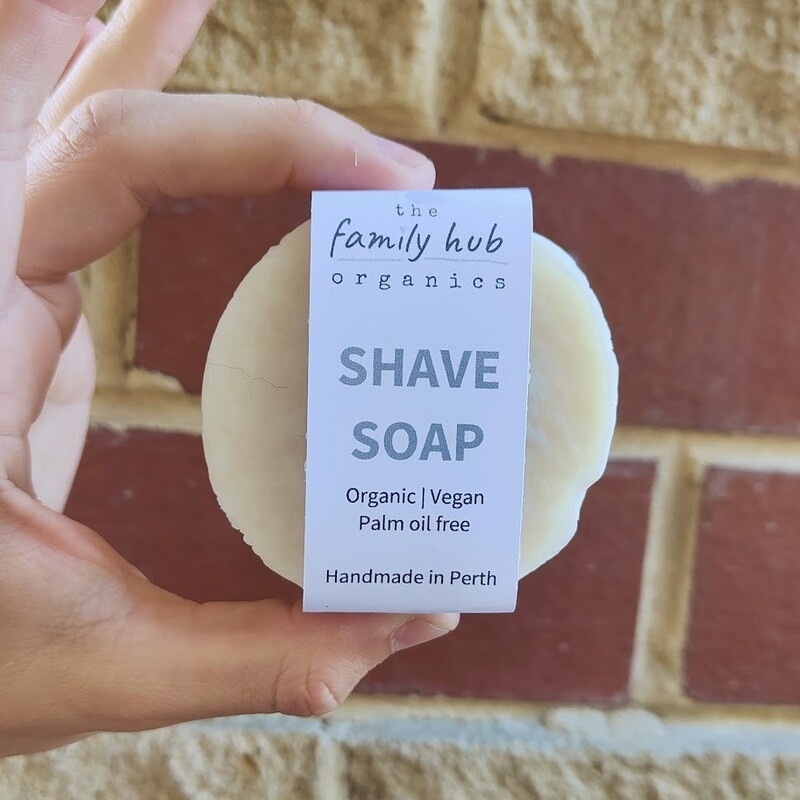 the
family hub
organics
SHAVE
SOAP
Organic | Vegan
Palm oil free
Handmade in Perth